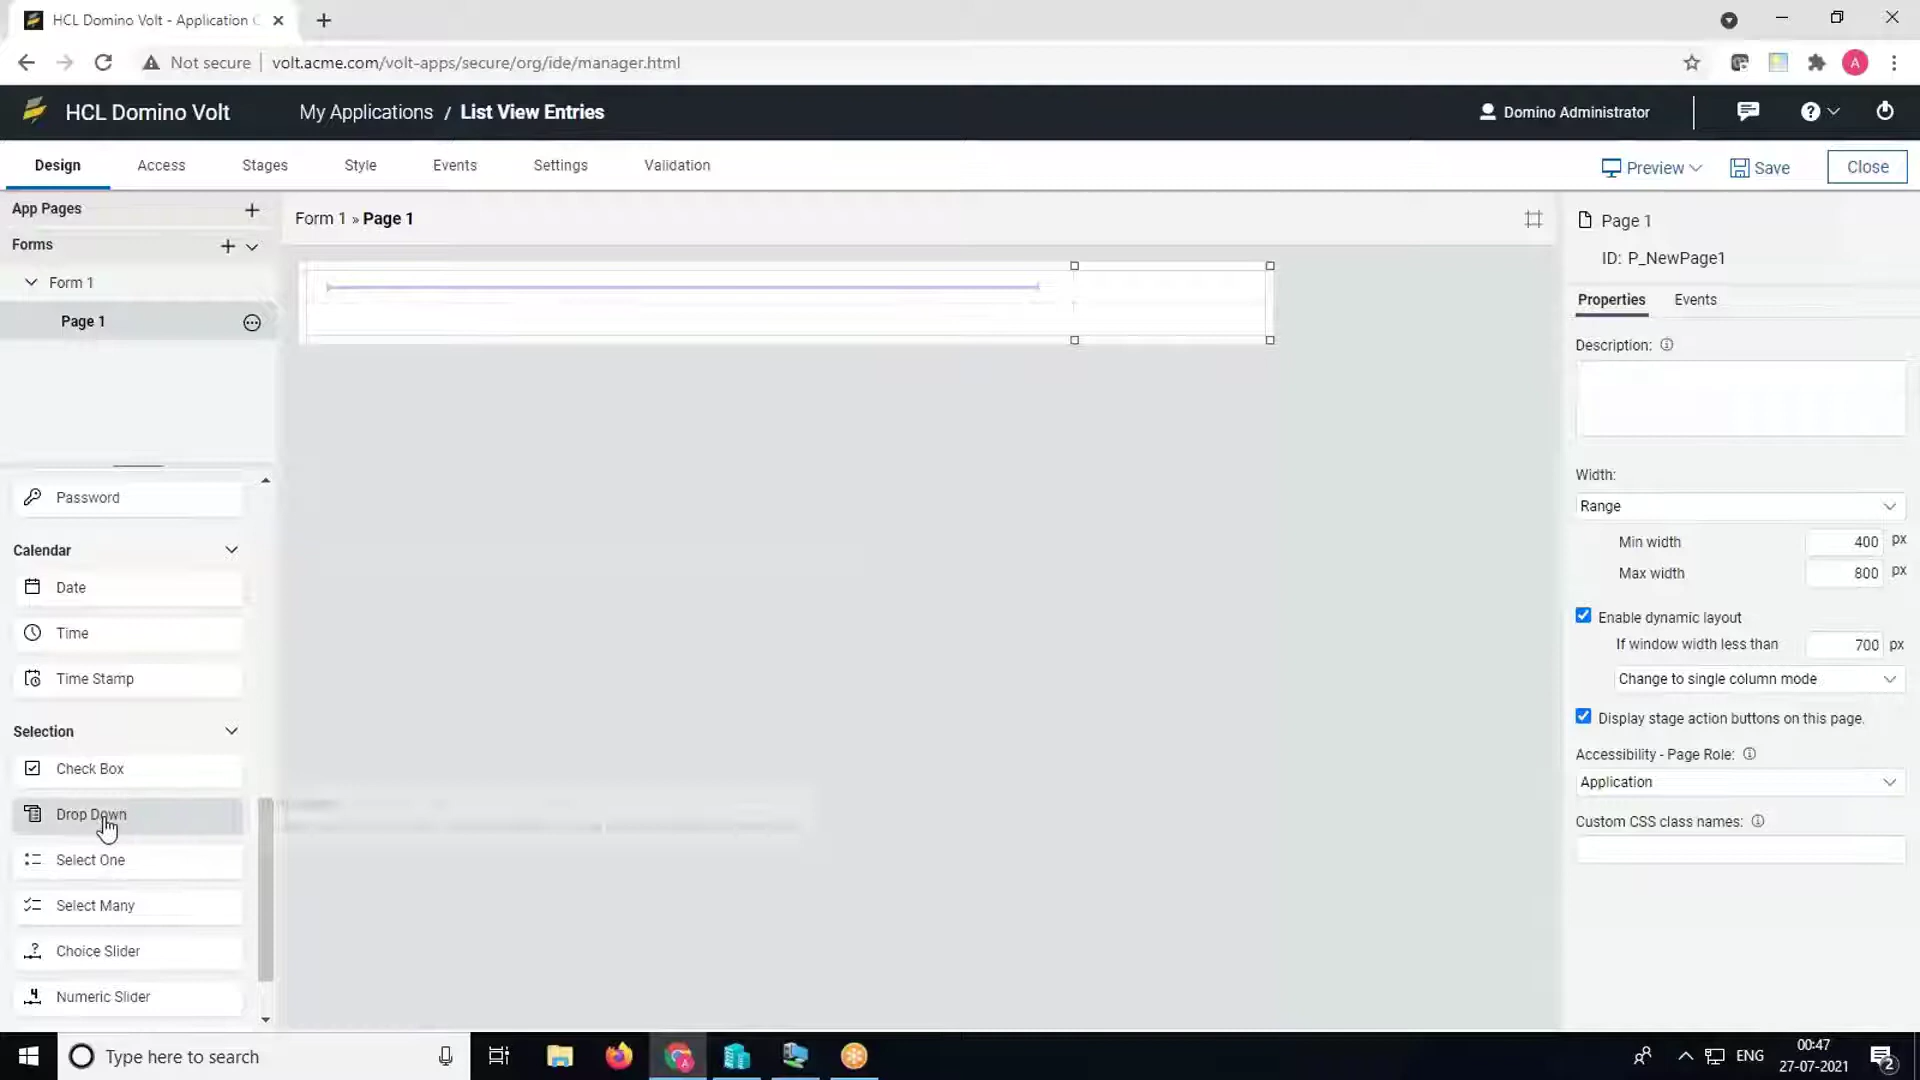 HCL Domino Volt - Application C
Not secure
volt.acme.com/volt-apps/secure/org/ide/manager.html
A
HCL Domino Volt
My Applications / List View Entries
Domino Administrator
Design
Access
Stages
Style
Events
Settings
Validation
Preview
Save
Close
App Pages
Forms
Form 1
Page 1
Form 1 » Page 1
Password
Calendar
Date
Time
Time Stamp
Selection
Check Box
Drop Down
Select One
Select Many
Choice Slider
Numeric Slider
Page 1
ID: P_NewPage1
Properties
Events
Description:
Width:
Range
Min width 400 px
Max width 800 px
Enable dynamic layout
If window width less than 700 px
Change to single column mode
Display stage action buttons on this page.
Accessibility - Page Role:
Application
Custom CSS class names:
Type here to search
ENG
00:47
27-07-2021
2